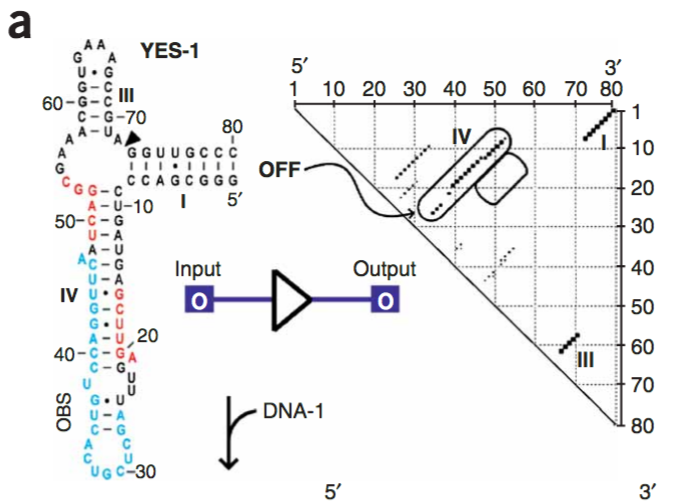 a
YES-1
5′
3′
1 10 20 30 40 50 60 70 80
1
10
20
30
40
50
60
70
80
IV
I
III
OFF
A A
G A
U G
G C
G C
C G
A U
60
III
70
A
A
A
G
C
80
G G U U G C C C
C C A G C G G G
5′
I
G C
A U
C G
U A
A U
A
50
10
C G
U A
U G
G C
G U
A U
C G
C G
IV
40
20
A
U
U
U
G U
U A
C G
A C
C U
U G C
30
OBS
Input
Output
O
O
DNA-1
5′
3′